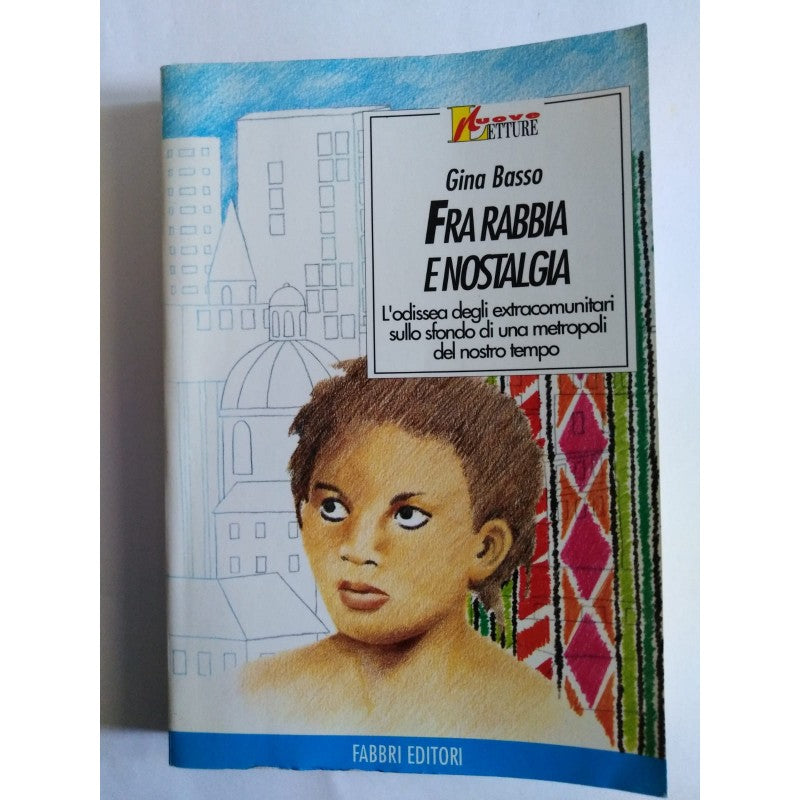 Nuove
LETTURE
Gina Basso
FRA RABBIA
E NOSTALGIA
L'odissea degli extracomunitari
sullo sfondo di una metropoli
del nostro tempo
FABBRI EDITORI